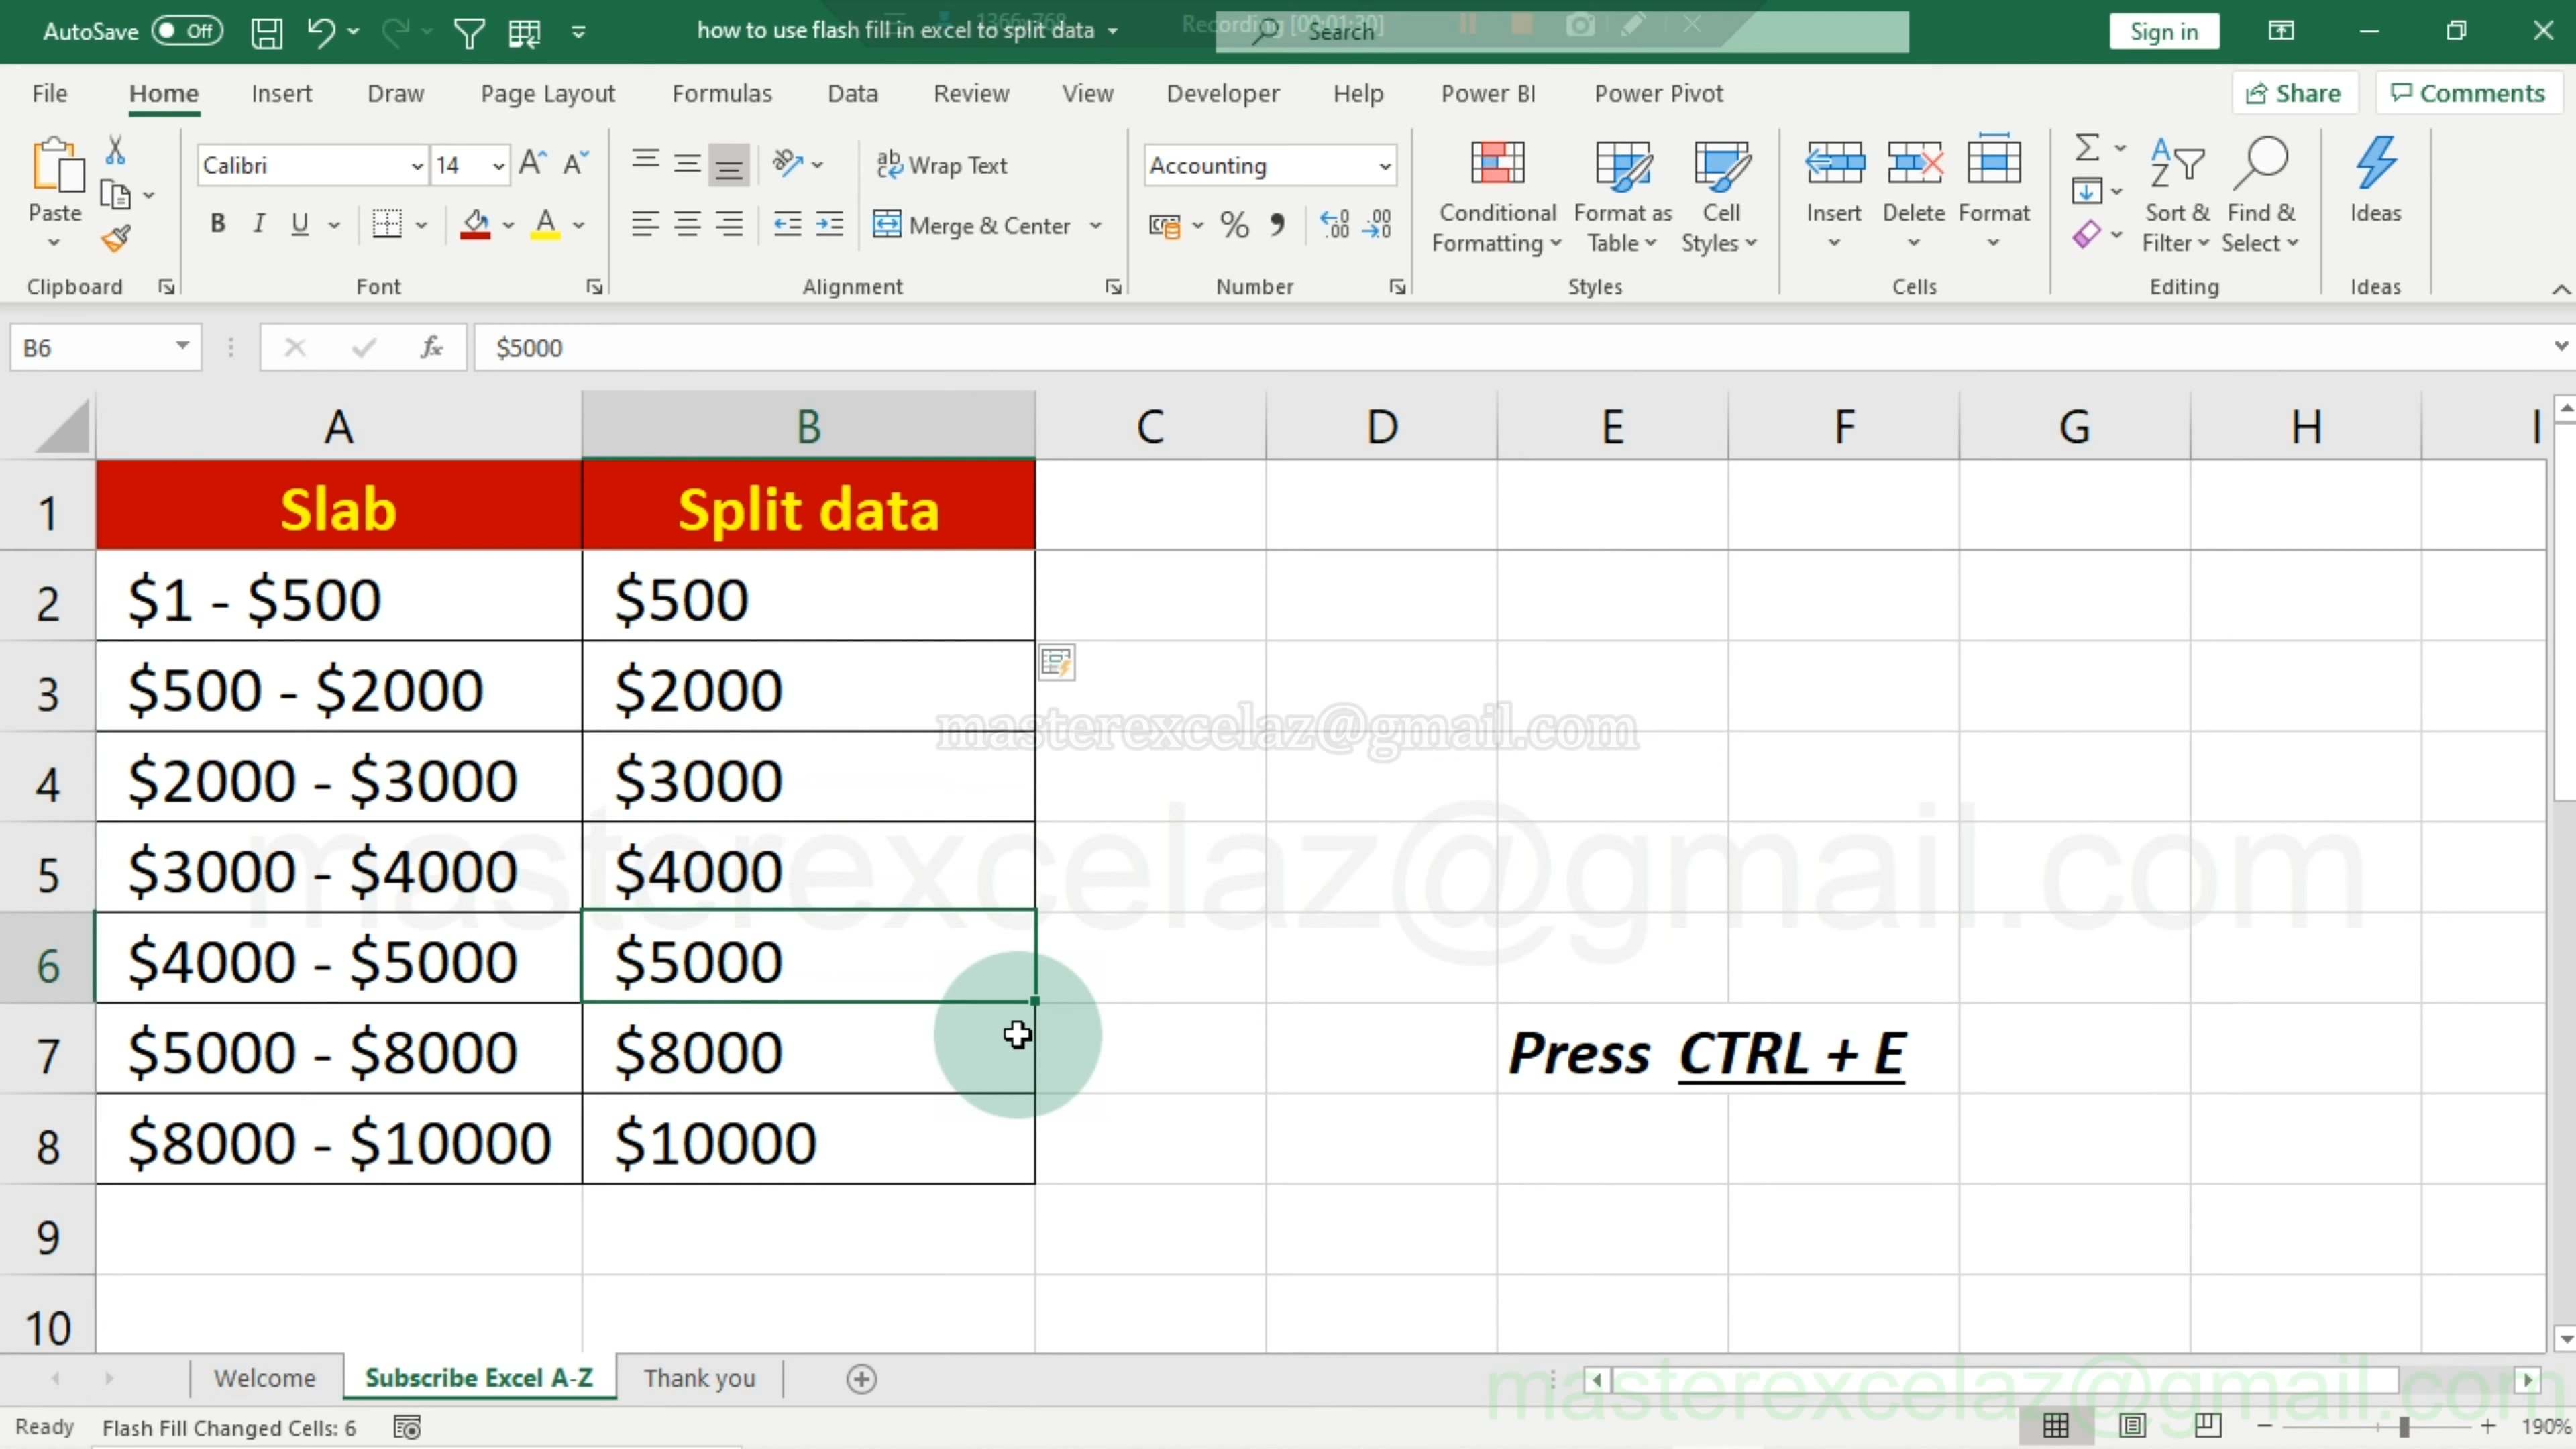 AutoSave Off how to use flash fill in excel to split data 1366x768 Recording [00:01:30] Search Sign in
File Home Insert Draw Page Layout Formulas Data Review View Developer Help Power BI Power Pivot Share Comments
Paste Calibri 14 Wrap Text Accounting Conditional Formatting Format as Table Cell Styles Insert Delete Format Sort & Filter Find & Select Ideas
B I U Merge & Center
Clipboard Font Alignment Number Styles Cells Editing Ideas
B6 fx $5000
A B C D E F G H I
1 Slab Split data
2 $1 - $500 $500
3 $500 - $2000 $2000
masterexcelaz@gmail.com
4 $2000 - $3000 $3000
masterexcelaz@gmail.com
5 $3000 - $4000 $4000
6 $4000 - $5000 $5000
7 $5000 - $8000 $8000 Press CTRL + E
8 $8000 - $10000 $10000
9
10
Welcome Subscribe Excel A-Z Thank you
masterexcelaz@gmail.com
Ready Flash Fill Changed Cells: 6 190%